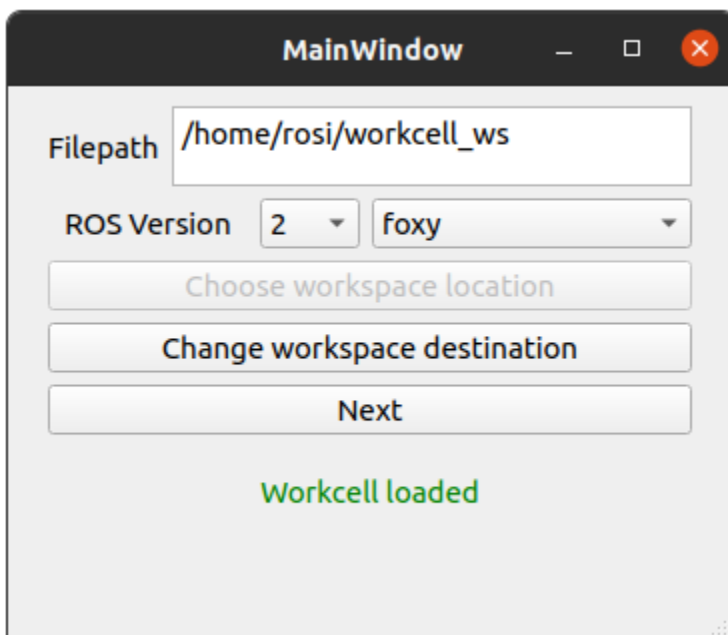 MainWindow
Filepath /home/rosi/workcell_ws
ROS Version 2 foxy
Choose workspace location
Change workspace destination
Next
Workcell loaded